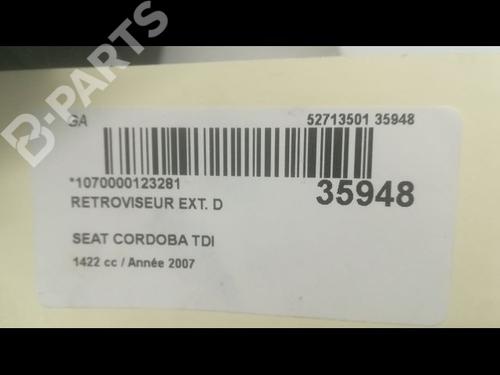 B-PARTS
GA
52713501 35948
*1070000123281
35948
RETROVISEUR EXT. D
SEAT CORDOBA TDI
1422 cc / Année 2007